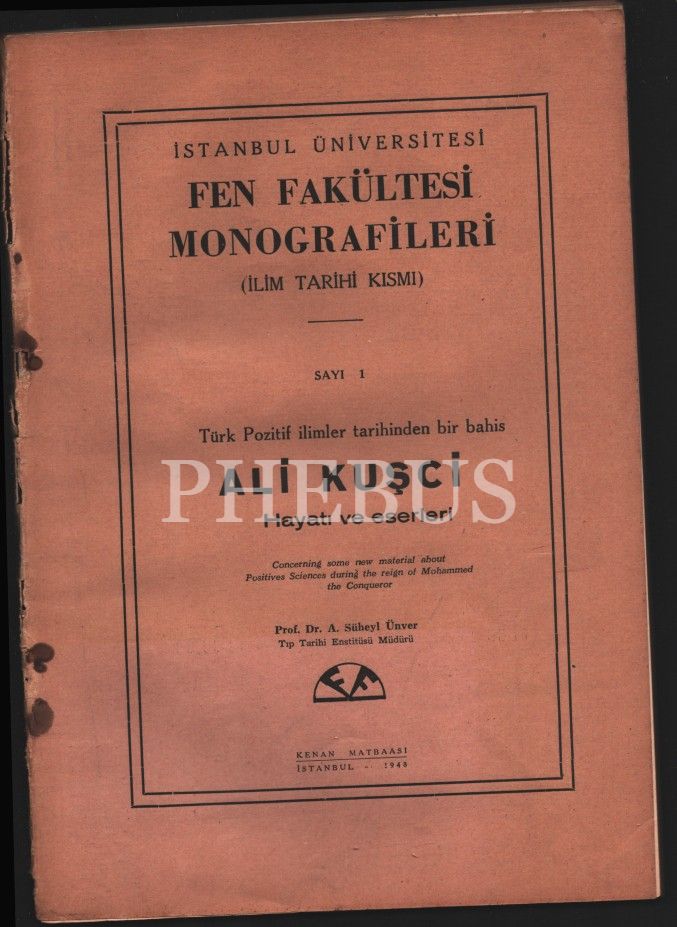 İSTANBUL ÜNİVERSİTESİ
FEN FAKÜLTESİ
MONOGRAFİLERİ
(İLİM TARİHİ KISMI)
SAYI 1
Türk Pozitif ilimler tarihinden bir bahis
ALİ KUŞCİ
PHEBUS
Hayatı ve eserleri
Concerning some new material about
Positives Sciences during the reign of Mohammed
the Conqueror
Prof. Dr. A. Süheyl Ünver
Tıp Tarihi Enstitüsü Müdürü
F F
KENAN MATBAASI
İSTANBUL - 1948